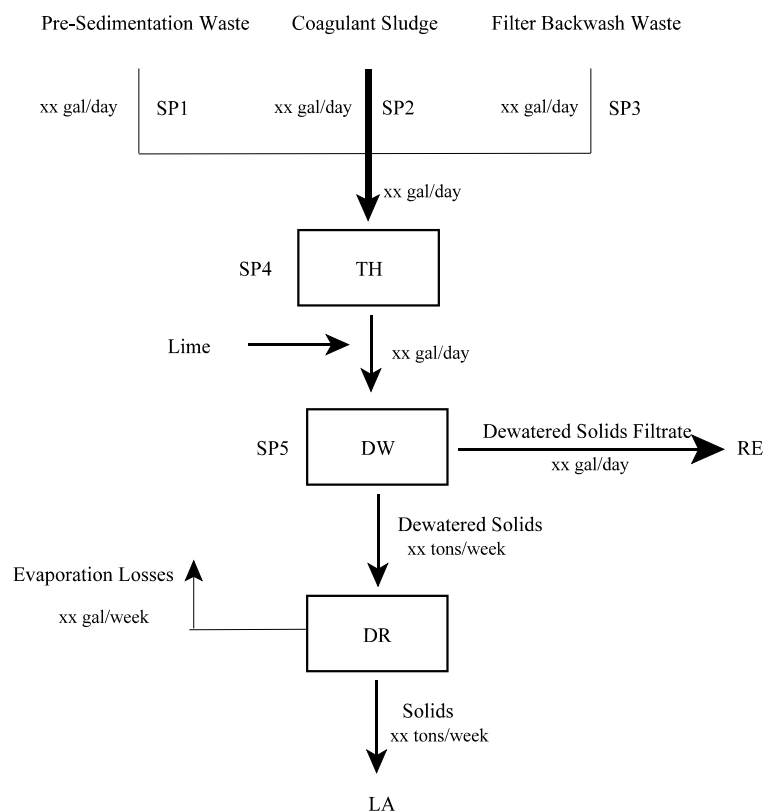 Pre-Sedimentation Waste
Coagulant Sludge
Filter Backwash Waste
xx gal/day
SP1
xx gal/day
SP2
xx gal/day
SP3
xx gal/day
SP4
TH
Lime
xx gal/day
SP5
DW
Dewatered Solids Filtrate
xx gal/day
RE
Dewatered Solids
xx tons/week
Evaporation Losses
xx gal/week
DR
Solids
xx tons/week
LA